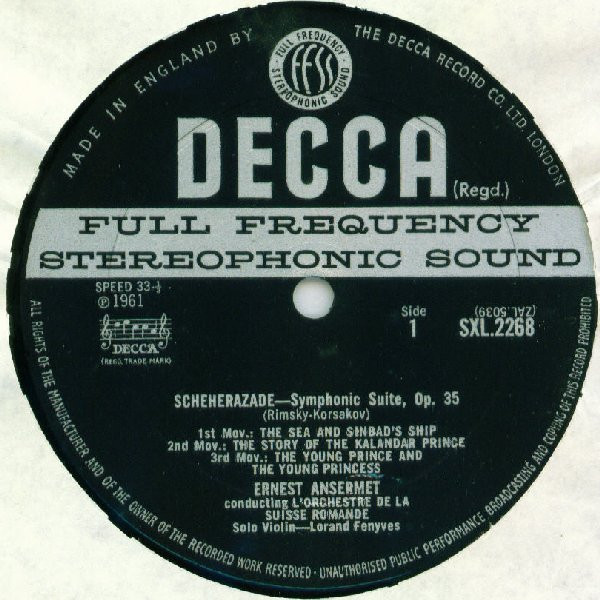 MADE IN ENGLAND BY
THE DECCA RECORD CO. LTD. LONDON
FULL FREQUENCY
FFSS
STEREOPHONIC SOUND
DECCA
(Regd.)
FULL FREQUENCY
STEREOPHONIC SOUND
SPEED 33⅓
℗ 1961
DECCA
(REGD. TRADE MARK)
Side
1
(ZAL.5039)
SXL.2268
SCHEHERAZADE—Symphonic Suite, Op. 35
(Rimsky-Korsakov)
1st Mov.: THE SEA AND SINBAD'S SHIP
2nd Mov.: THE STORY OF THE KALANDAR PRINCE
3rd Mov.: THE YOUNG PRINCE AND
THE YOUNG PRINCESS
ERNEST ANSERMET
conducting L'ORCHESTRE DE LA
SUISSE ROMANDE
Solo Violin—Lorand Fenyves
ALL RIGHTS OF THE MANUFACTURER AND OF THE OWNER OF THE RECORDED WORK RESERVED · UNAUTHORISED PUBLIC PERFORMANCE BROADCASTING AND COPYING OF THIS RECORD PROHIBITED